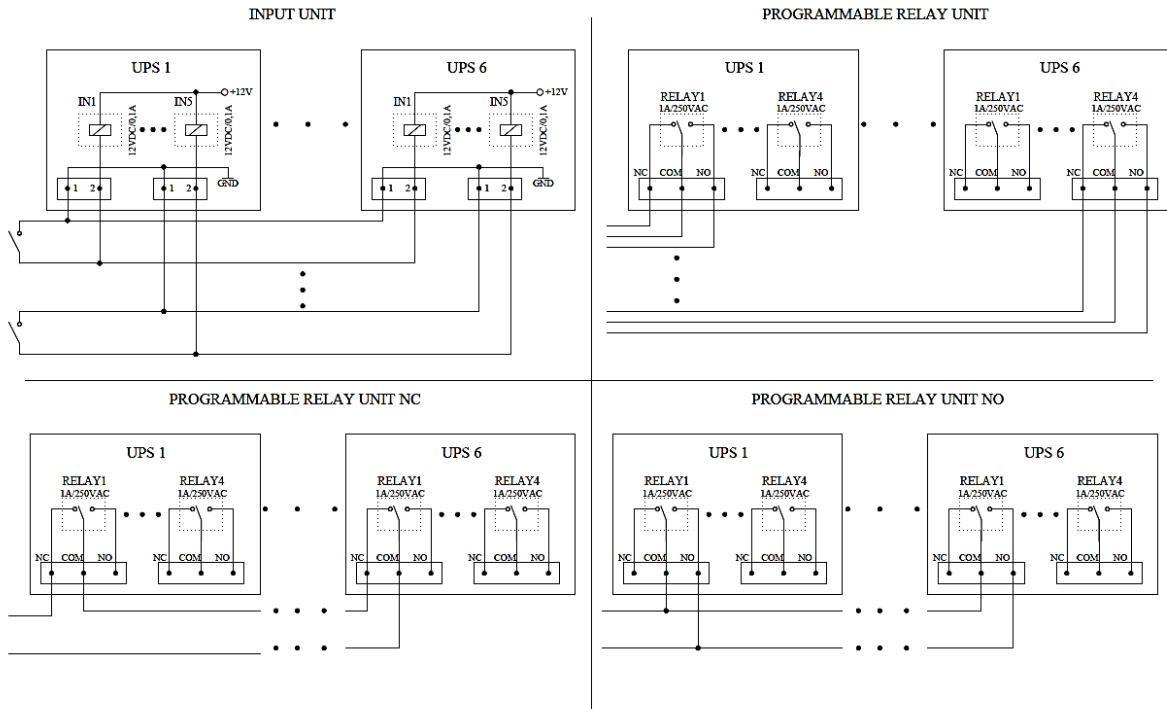 INPUT UNIT
UPS 1
UPS 6
IN1
IN5
+12V
12VDC/0,1A
12VDC/0,1A
1
2
1
2
GND
IN1
IN5
+12V
12VDC/0,1A
12VDC/0,1A
1
2
1
2
GND
PROGRAMMABLE RELAY UNIT
UPS 1
UPS 6
RELAY1
1A/250VAC
RELAY4
1A/250VAC
RELAY1
1A/250VAC
RELAY4
1A/250VAC
NC COM NO
NC COM NO
NC COM NO
NC COM NO
PROGRAMMABLE RELAY UNIT NC
UPS 1
UPS 6
RELAY1
1A/250VAC
RELAY4
1A/250VAC
RELAY1
1A/250VAC
RELAY4
1A/250VAC
NC COM NO
NC COM NO
NC COM NO
NC COM NO
PROGRAMMABLE RELAY UNIT NO
UPS 1
UPS 6
RELAY1
1A/250VAC
RELAY4
1A/250VAC
RELAY1
1A/250VAC
RELAY4
1A/250VAC
NC COM NO
NC COM NO
NC COM NO
NC COM NO